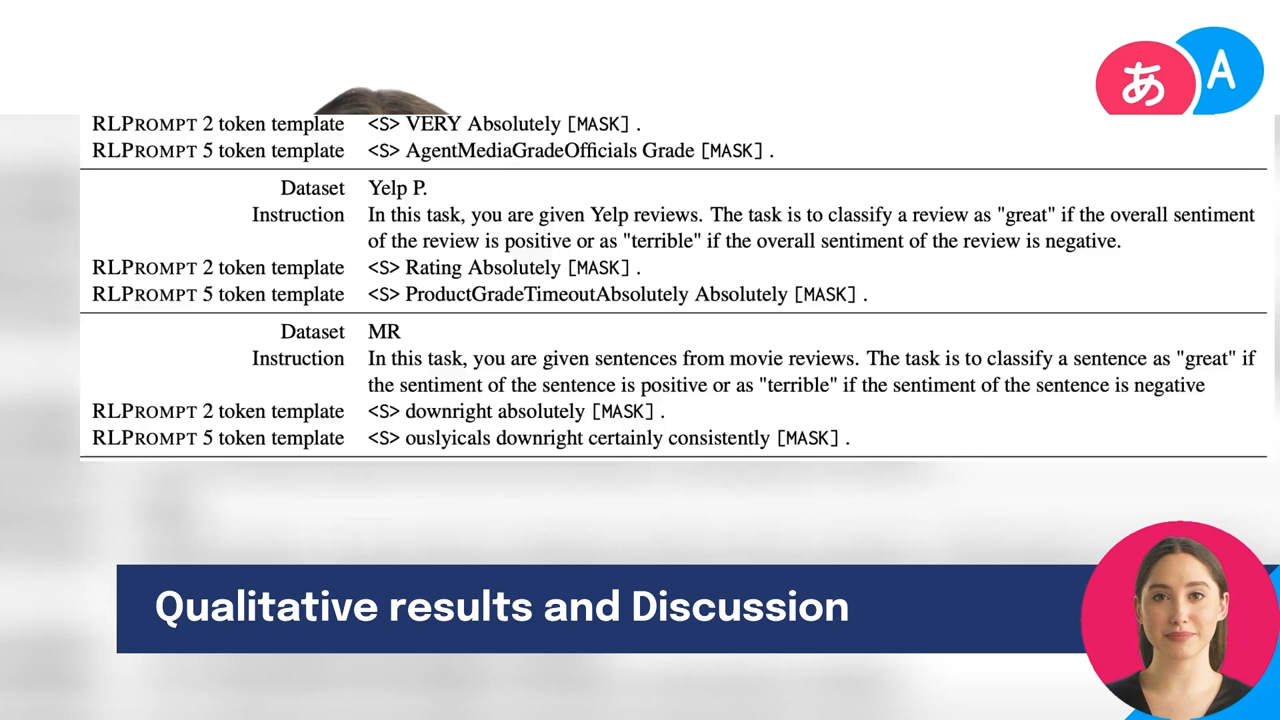 あ A
RLPROMPT 2 token template <S> VERY Absolutely [MASK] .
RLPROMPT 5 token template <S> AgentMediaGradeOfficials Grade [MASK] .
Dataset Yelp P.
Instruction In this task, you are given Yelp reviews. The task is to classify a review as "great" if the overall sentiment
of the review is positive or as "terrible" if the overall sentiment of the review is negative.
RLPROMPT 2 token template <S> Rating Absolutely [MASK] .
RLPROMPT 5 token template <S> ProductGradeTimeoutAbsolutely Absolutely [MASK] .
Dataset MR
Instruction In this task, you are given sentences from movie reviews. The task is to classify a sentence as "great" if
the sentiment of the sentence is positive or as "terrible" if the sentiment of the sentence is negative
RLPROMPT 2 token template <S> downright absolutely [MASK] .
RLPROMPT 5 token template <S> ouslyicals downright certainly consistently [MASK] .
Qualitative results and Discussion